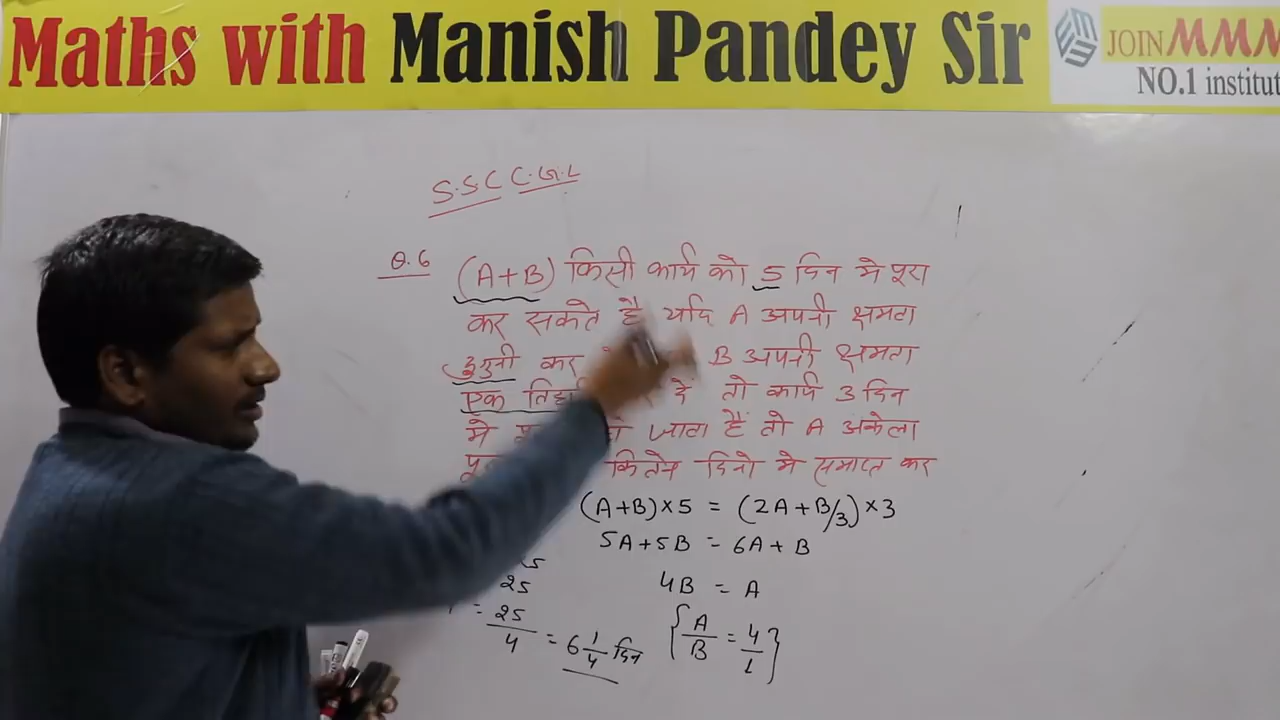 Maths with Manish Pandey Sir
JOIN MMM
NO.1 institut
S.S.C C.G.L
Q.6 (A+B) किसी कार्य को 5 दिन मे पूरा
कर सकते है यदि A अपनी क्षमता
दुगुनी कर B अपनी क्षमता
एक दे तो कार्य 3 दिन
मे जाता है तो A अकेला
कितने दिनो मे समाप्त कर
(A+B)×5 = (2A+B/3)×3
5A+5B = 6A+B
25
4B = A
= 25/4 = 6 1/4 दिन
{A/B = 4/1}